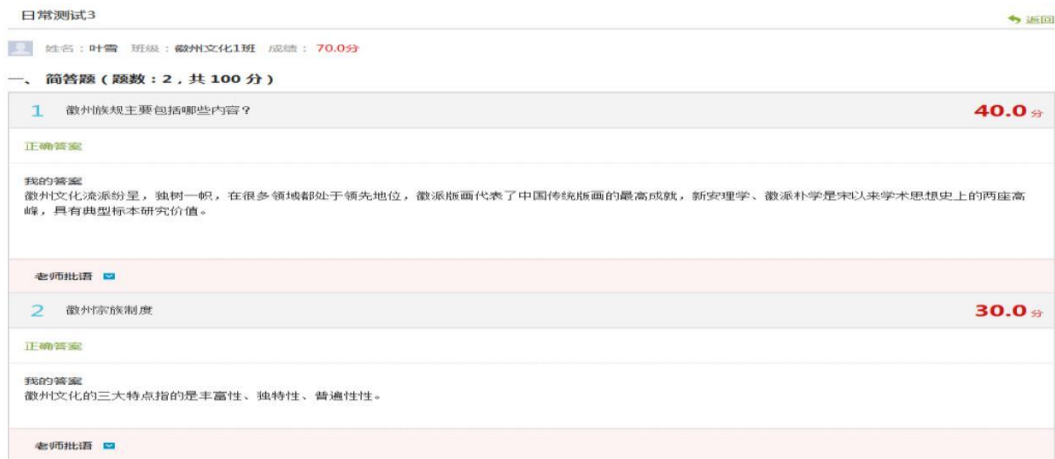 日常测试3
返回
姓名：叶雪 班级：徽州文化1班 成绩：70.0分
一、 简答题（题数：2，共 100 分）
1 徽州族规主要包括哪些内容？
40.0 分
正确答案
我的答案
徽州文化流派纷呈，独树一帜，在很多领域都处于领先地位，徽派版画代表了中国传统版画的最高成就，新安理学、徽派朴学是宋以来学术思想史上的两座高
峰，具有典型标本研究价值。
老师批语
2 徽州宗族制度
30.0 分
正确答案
我的答案
徽州文化的三大特点指的是丰富性、独特性、普遍性性。
老师批语